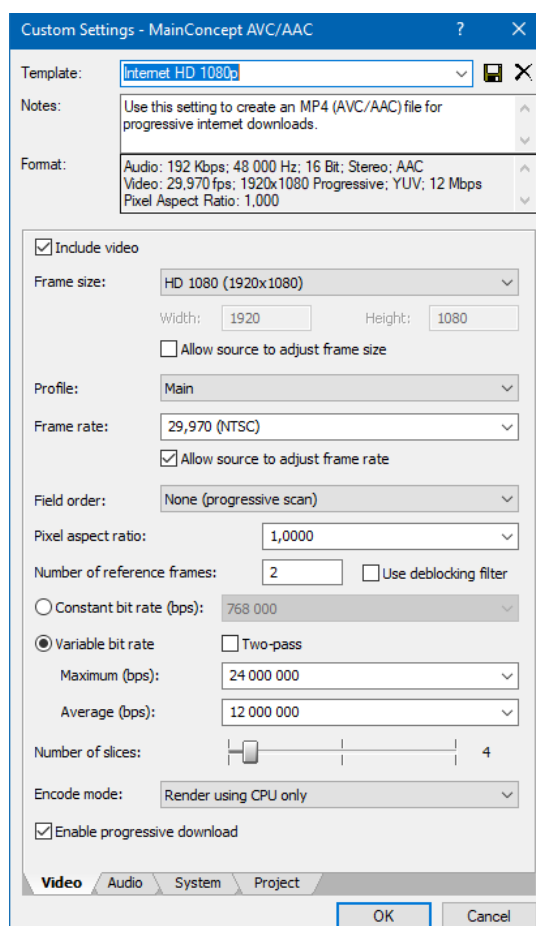 Custom Settings - MainConcept AVC/AAC ? ✕
Template: Internet HD 1080p
Notes: Use this setting to create an MP4 (AVC/AAC) file for
progressive internet downloads.
Format: Audio: 192 Kbps; 48 000 Hz; 16 Bit; Stereo; AAC
Video: 29,970 fps; 1920x1080 Progressive; YUV; 12 Mbps
Pixel Aspect Ratio: 1,000
Include video
Frame size: HD 1080 (1920x1080)
Width: 1920 Height: 1080
Allow source to adjust frame size
Profile: Main
Frame rate: 29,970 (NTSC)
Allow source to adjust frame rate
Field order: None (progressive scan)
Pixel aspect ratio: 1,0000
Number of reference frames: 2 Use deblocking filter
Constant bit rate (bps): 768 000
Variable bit rate Two-pass
Maximum (bps): 24 000 000
Average (bps): 12 000 000
Number of slices: 4
Encode mode: Render using CPU only
Enable progressive download
Video Audio System Project
OK Cancel